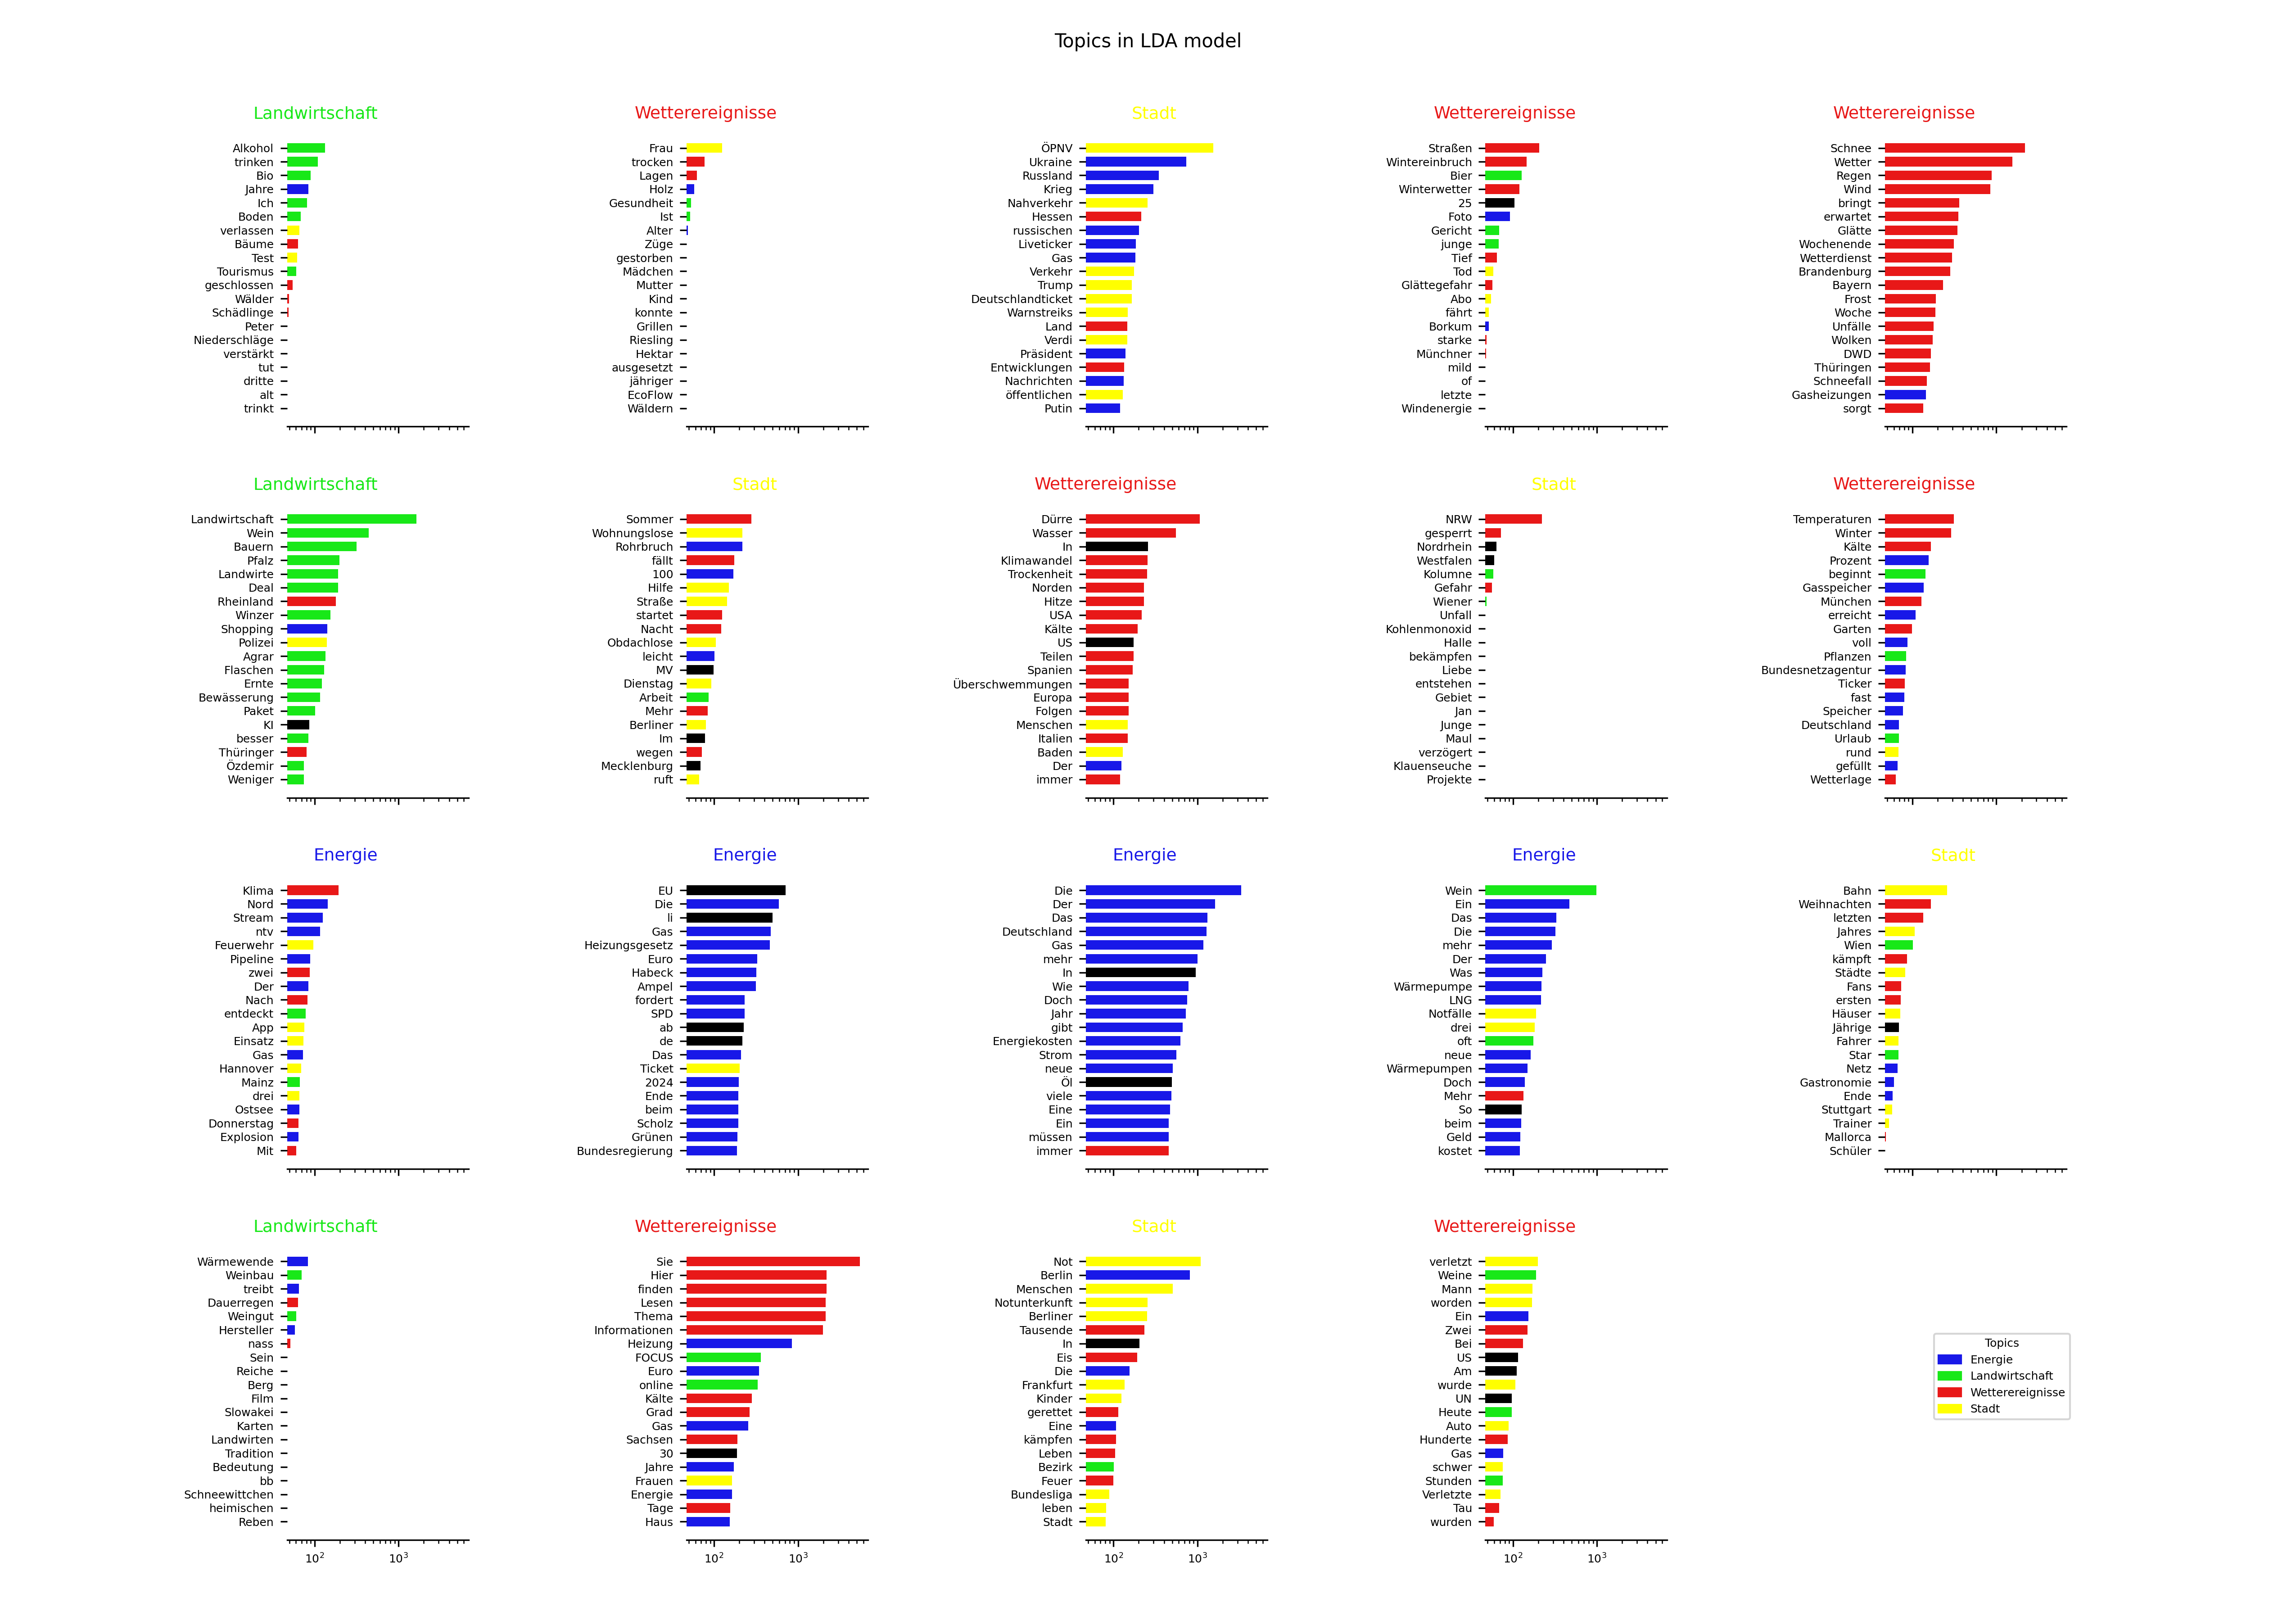 Topics in LDA model
Landwirtschaft
Alkohol
trinken
Bio
Jahre
Ich
Boden
verlassen
Bäume
Test
Tourismus
geschlossen
Wälder
Schädlinge
Peter
Niederschläge
verstärkt
tut
dritte
alt
trinkt
Wetterereignisse
Frau
trocken
Lagen
Holz
Gesundheit
Ist
Alter
Züge
gestorben
Mädchen
Mutter
Kind
konnte
Grillen
Riesling
Hektar
ausgesetzt
jähriger
EcoFlow
Wäldern
Stadt
ÖPNV
Ukraine
Russland
Krieg
Nahverkehr
Hessen
russischen
Liveticker
Gas
Verkehr
Trump
Deutschlandticket
Warnstreiks
Land
Verdi
Präsident
Entwicklungen
Nachrichten
öffentlichen
Putin
Wetterereignisse
Straßen
Wintereinbruch
Bier
Winterwetter
25
Foto
Gericht
junge
Tief
Tod
Glättegefahr
Abo
fährt
Borkum
starke
Münchner
mild
of
letzte
Windenergie
Wetterereignisse
Schnee
Wetter
Regen
Wind
bringt
erwartet
Glätte
Wochenende
Wetterdienst
Brandenburg
Bayern
Frost
Woche
Unfälle
Wolken
DWD
Thüringen
Schneefall
Gasheizungen
sorgt
Landwirtschaft
Landwirtschaft
Wein
Bauern
Pfalz
Landwirte
Deal
Rheinland
Winzer
Shopping
Polizei
Agrar
Flaschen
Ernte
Bewässerung
Paket
KI
besser
Thüringer
Özdemir
Weniger
Stadt
Sommer
Wohnungslose
Rohrbruch
fällt
100
Hilfe
Straße
startet
Nacht
Obdachlose
leicht
MV
Dienstag
Arbeit
Mehr
Berliner
Im
wegen
Mecklenburg
ruft
Wetterereignisse
Dürre
Wasser
In
Klimawandel
Trockenheit
Norden
Hitze
USA
Kälte
US
Teilen
Spanien
Überschwemmungen
Europa
Folgen
Menschen
Italien
Baden
Der
immer
Stadt
NRW
gesperrt
Nordrhein
Westfalen
Kolumne
Gefahr
Wiener
Unfall
Kohlenmonoxid
Halle
bekämpfen
Liebe
entstehen
Gebiet
Jan
Junge
Maul
verzögert
Klauenseuche
Projekte
Wetterereignisse
Temperaturen
Winter
Kälte
Prozent
beginnt
Gasspeicher
München
erreicht
Garten
voll
Pflanzen
Bundesnetzagentur
Ticker
fast
Speicher
Deutschland
Urlaub
rund
gefüllt
Wetterlage
Energie
Klima
Nord
Stream
ntv
Feuerwehr
Pipeline
zwei
Der
Nach
entdeckt
App
Einsatz
Gas
Hannover
Mainz
drei
Ostsee
Donnerstag
Explosion
Mit
Energie
EU
Die
li
Gas
Heizungsgesetz
Euro
Habeck
Ampel
fordert
SPD
ab
de
Das
Ticket
2024
Ende
beim
Scholz
Grünen
Bundesregierung
Energie
Die
Der
Das
Deutschland
Gas
mehr
In
Wie
Doch
Jahr
gibt
Energiekosten
Strom
neue
Öl
viele
Eine
Ein
müssen
immer
Energie
Wein
Ein
Das
Die
mehr
Der
Was
Wärmepumpe
LNG
Notfälle
drei
oft
neue
Wärmepumpen
Doch
Mehr
So
beim
Geld
kostet
Stadt
Bahn
Weihnachten
letzten
Jahres
Wien
kämpft
Städte
Fans
ersten
Häuser
Jährige
Fahrer
Star
Netz
Gastronomie
Ende
Stuttgart
Trainer
Mallorca
Schüler
Landwirtschaft
Wärmewende
Weinbau
treibt
Dauerregen
Weingut
Hersteller
nass
Sein
Reiche
Berg
Film
Slowakei
Karten
Landwirten
Tradition
Bedeutung
bb
Schneewittchen
heimischen
Reben
10² 10³
Wetterereignisse
Sie
Hier
finden
Lesen
Thema
Informationen
Heizung
FOCUS
Euro
online
Kälte
Grad
Gas
Sachsen
30
Jahre
Frauen
Energie
Tage
Haus
10² 10³
Stadt
Not
Berlin
Menschen
Notunterkunft
Berliner
Tausende
In
Eis
Die
Frankfurt
Kinder
gerettet
Eine
kämpfen
Leben
Bezirk
Feuer
Bundesliga
leben
Stadt
10² 10³
Wetterereignisse
verletzt
Weine
Mann
worden
Ein
Zwei
Bei
US
Am
wurde
UN
Heute
Auto
Hunderte
Gas
schwer
Stunden
Verletzte
Tau
wurden
10² 10³
Topics
Energie
Landwirtschaft
Wetterereignisse
Stadt